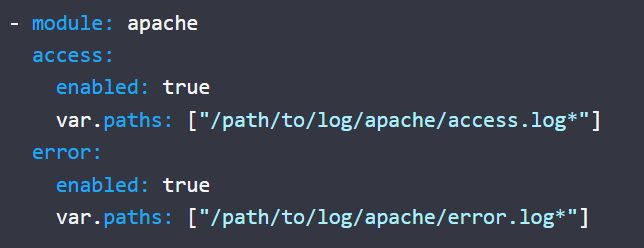 - module: apache
  access:
    enabled: true
    var.paths: ["/path/to/log/apache/access.log*"]
  error:
    enabled: true
    var.paths: ["/path/to/log/apache/error.log*"]